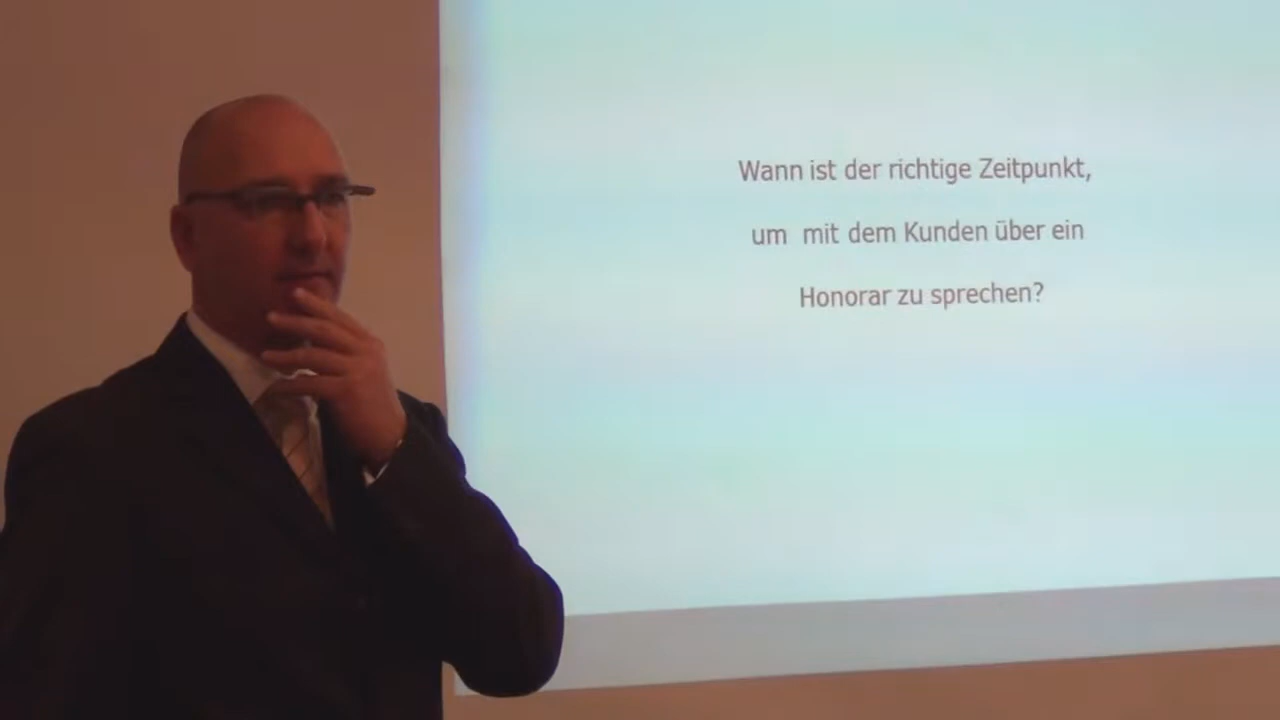 Wann ist der richtige Zeitpunkt,
um mit dem Kunden über ein
Honorar zu sprechen?